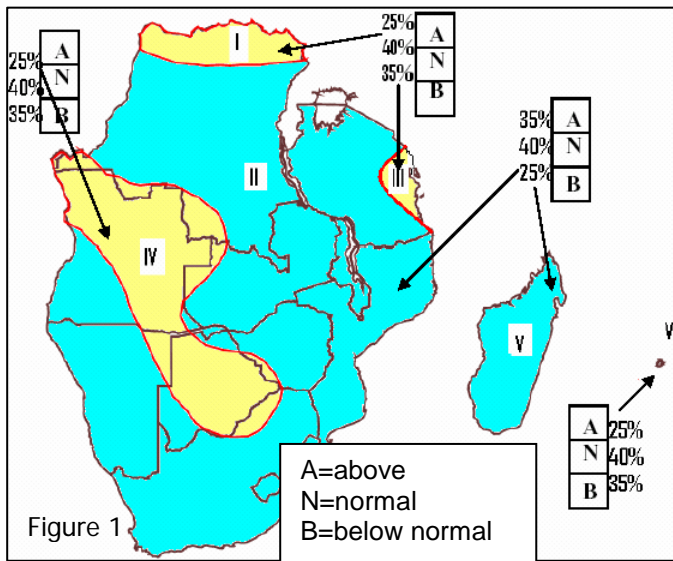 25% A
40% N
35% B
I
25% A
40% N
35% B
35% A
40% N
25% B
II
III
IV
V
V
A 25%
N 40%
B 35%
A=above
N=normal
B=below normal
Figure 1